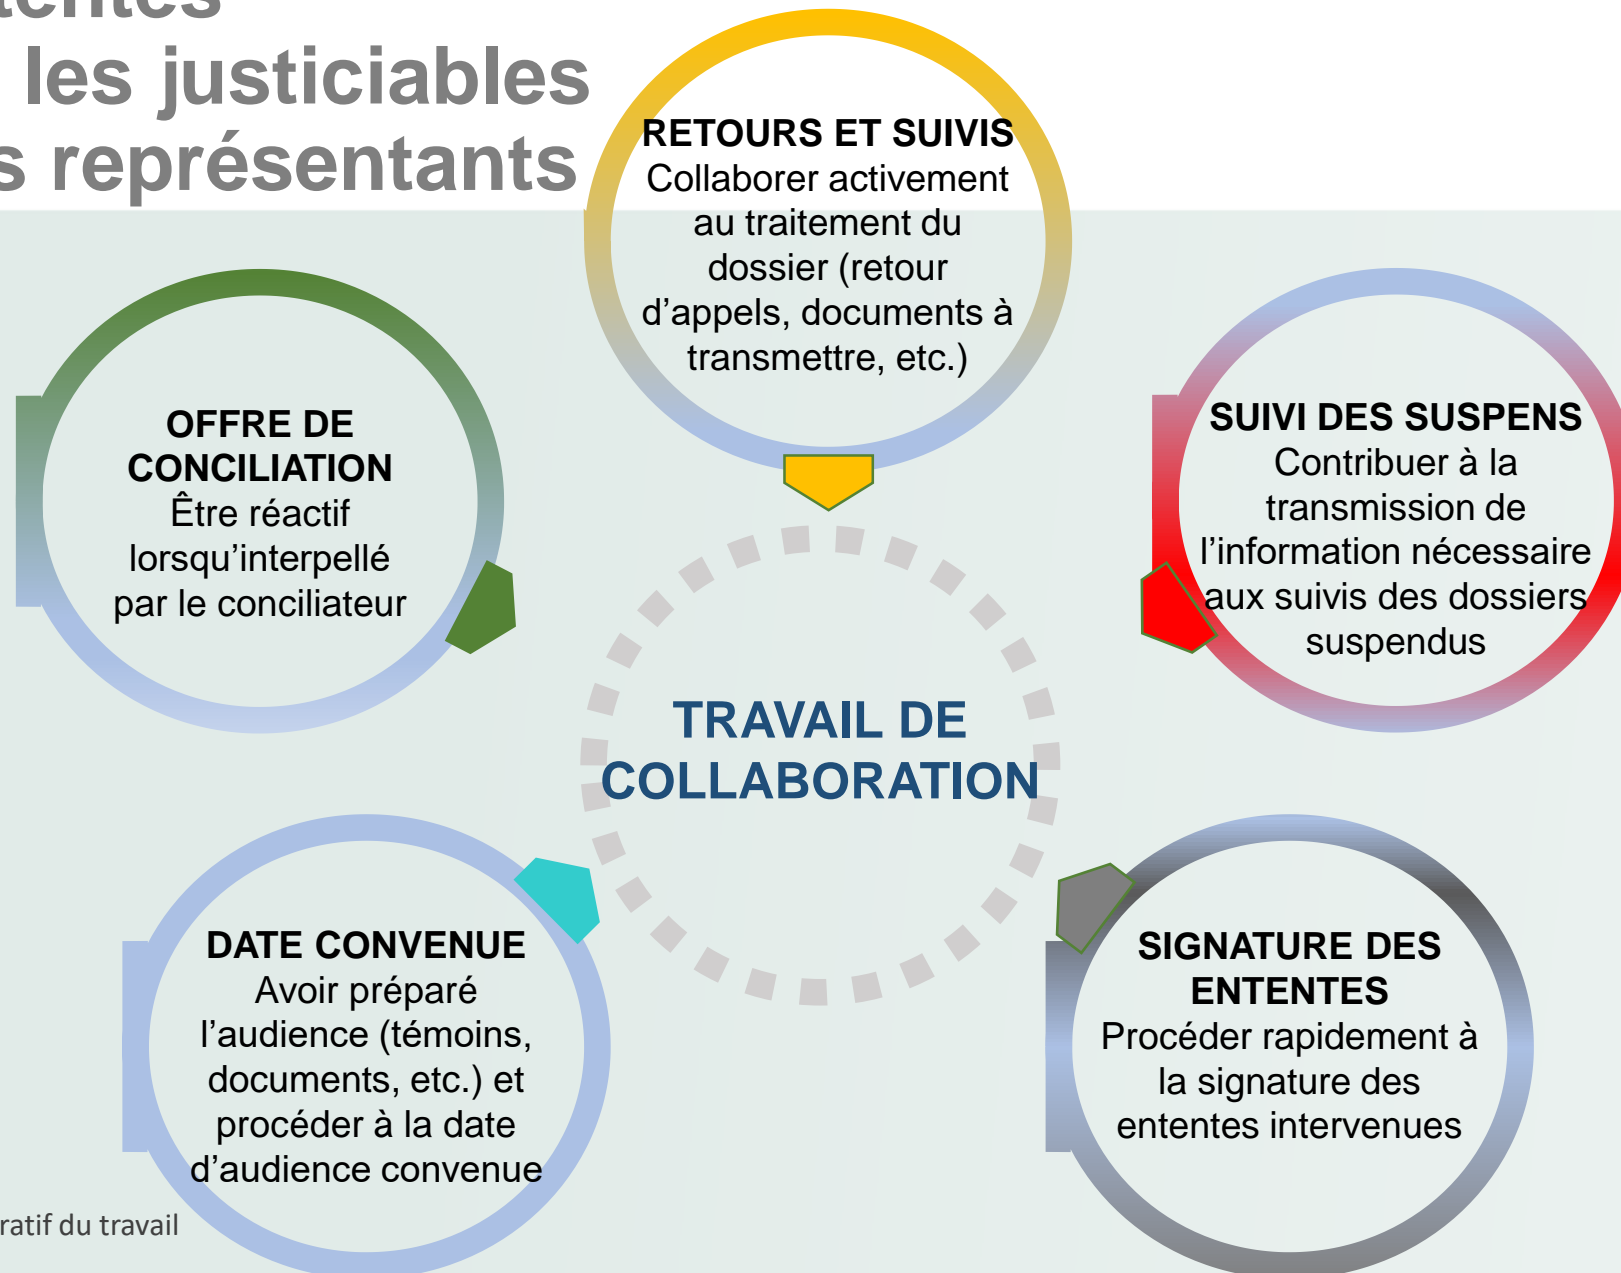 les justiciables
représentants
RETOURS ET SUIVIS
Collaborer activement
au traitement du
dossier (retour
d’appels, documents à
transmettre, etc.)
OFFRE DE
CONCILIATION
Être réactif
lorsqu’interpellé
par le conciliateur
SUIVI DES SUSPENS
Contribuer à la
transmission de
l’information nécessaire
aux suivis des dossiers
suspendus
TRAVAIL DE
COLLABORATION
DATE CONVENUE
Avoir préparé
l’audience (témoins,
documents, etc.) et
procéder à la date
d’audience convenue
SIGNATURE DES
ENTENTES
Procéder rapidement à
la signature des
ententes intervenues
ratif du travail